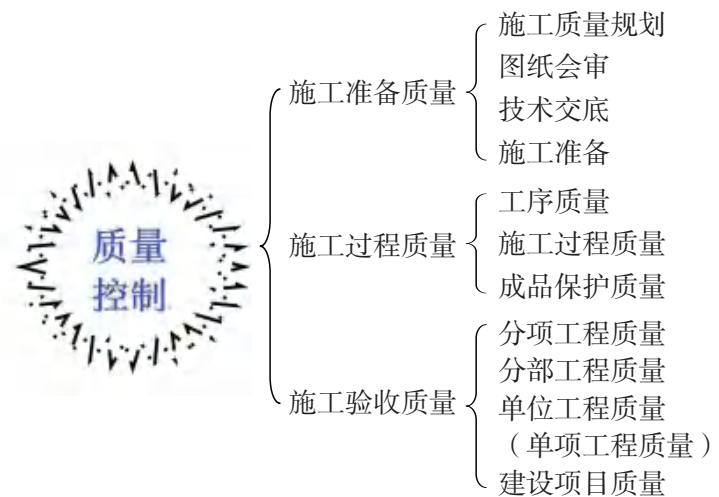 质量
控制
施工准备质量
施工质量规划
图纸会审
技术交底
施工准备
施工过程质量
工序质量
施工过程质量
成品保护质量
施工验收质量
分项工程质量
分部工程质量
单位工程质量
（单项工程质量）
建设项目质量